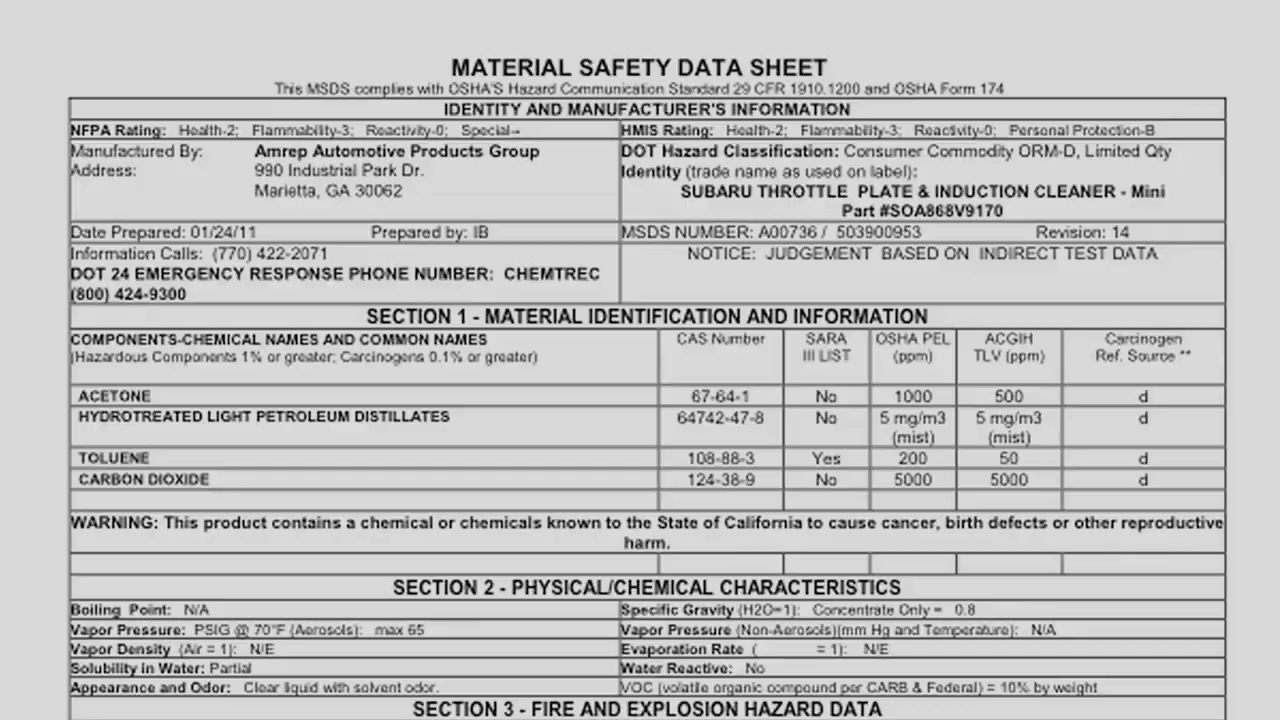 MATERIAL SAFETY DATA SHEET
This MSDS complies with OSHA'S Hazard Communication Standard 29 CFR 1910.1200 and OSHA Form 174
IDENTITY AND MANUFACTURER'S INFORMATION
NFPA Rating: Health-2; Flammability-3; Reactivity-0; Special-- HMIS Rating: Health-2; Flammability-3; Reactivity-0; Personal Protection-B
Manufactured By: Amrep Automotive Products Group DOT Hazard Classification: Consumer Commodity ORM-D, Limited Qty
Address: 990 Industrial Park Dr. Identity (trade name as used on label):
Marietta, GA 30062 SUBARU THROTTLE PLATE & INDUCTION CLEANER - Mini
Part #SOA868V9170
Date Prepared: 01/24/11 Prepared by: IB MSDS NUMBER: A00736 / 503900953 Revision: 14
Information Calls: (770) 422-2071 NOTICE: JUDGEMENT BASED ON INDIRECT TEST DATA
DOT 24 EMERGENCY RESPONSE PHONE NUMBER: CHEMTREC
(800) 424-9300
SECTION 1 - MATERIAL IDENTIFICATION AND INFORMATION
COMPONENTS-CHEMICAL NAMES AND COMMON NAMES CAS Number SARA OSHA PEL ACGIH Carcinogen
(Hazardous Components 1% or greater; Carcinogens 0.1% or greater) III LIST (ppm) TLV (ppm) Ref. Source **
ACETONE 67-64-1 No 1000 500 d
HYDROTREATED LIGHT PETROLEUM DISTILLATES 64742-47-8 No 5 mg/m3 5 mg/m3 d
(mist) (mist)
TOLUENE 108-88-3 Yes 200 50 d
CARBON DIOXIDE 124-38-9 No 5000 5000 d
WARNING: This product contains a chemical or chemicals known to the State of California to cause cancer, birth defects or other reproductive
harm.
SECTION 2 - PHYSICAL/CHEMICAL CHARACTERISTICS
Boiling Point: N/A Specific Gravity (H2O=1): Concentrate Only = 0.8
Vapor Pressure: PSIG @ 70°F (Aerosols): max 65 Vapor Pressure (Non-Aerosols)(mm Hg and Temperature): N/A
Vapor Density (Air = 1): N/E Evaporation Rate ( = 1): N/E
Solubility in Water: Partial Water Reactive: No
Appearance and Odor: Clear liquid with solvent odor. VOC (volatile organic compound per CARB & Federal) = 10% by weight
SECTION 3 - FIRE AND EXPLOSION HAZARD DATA